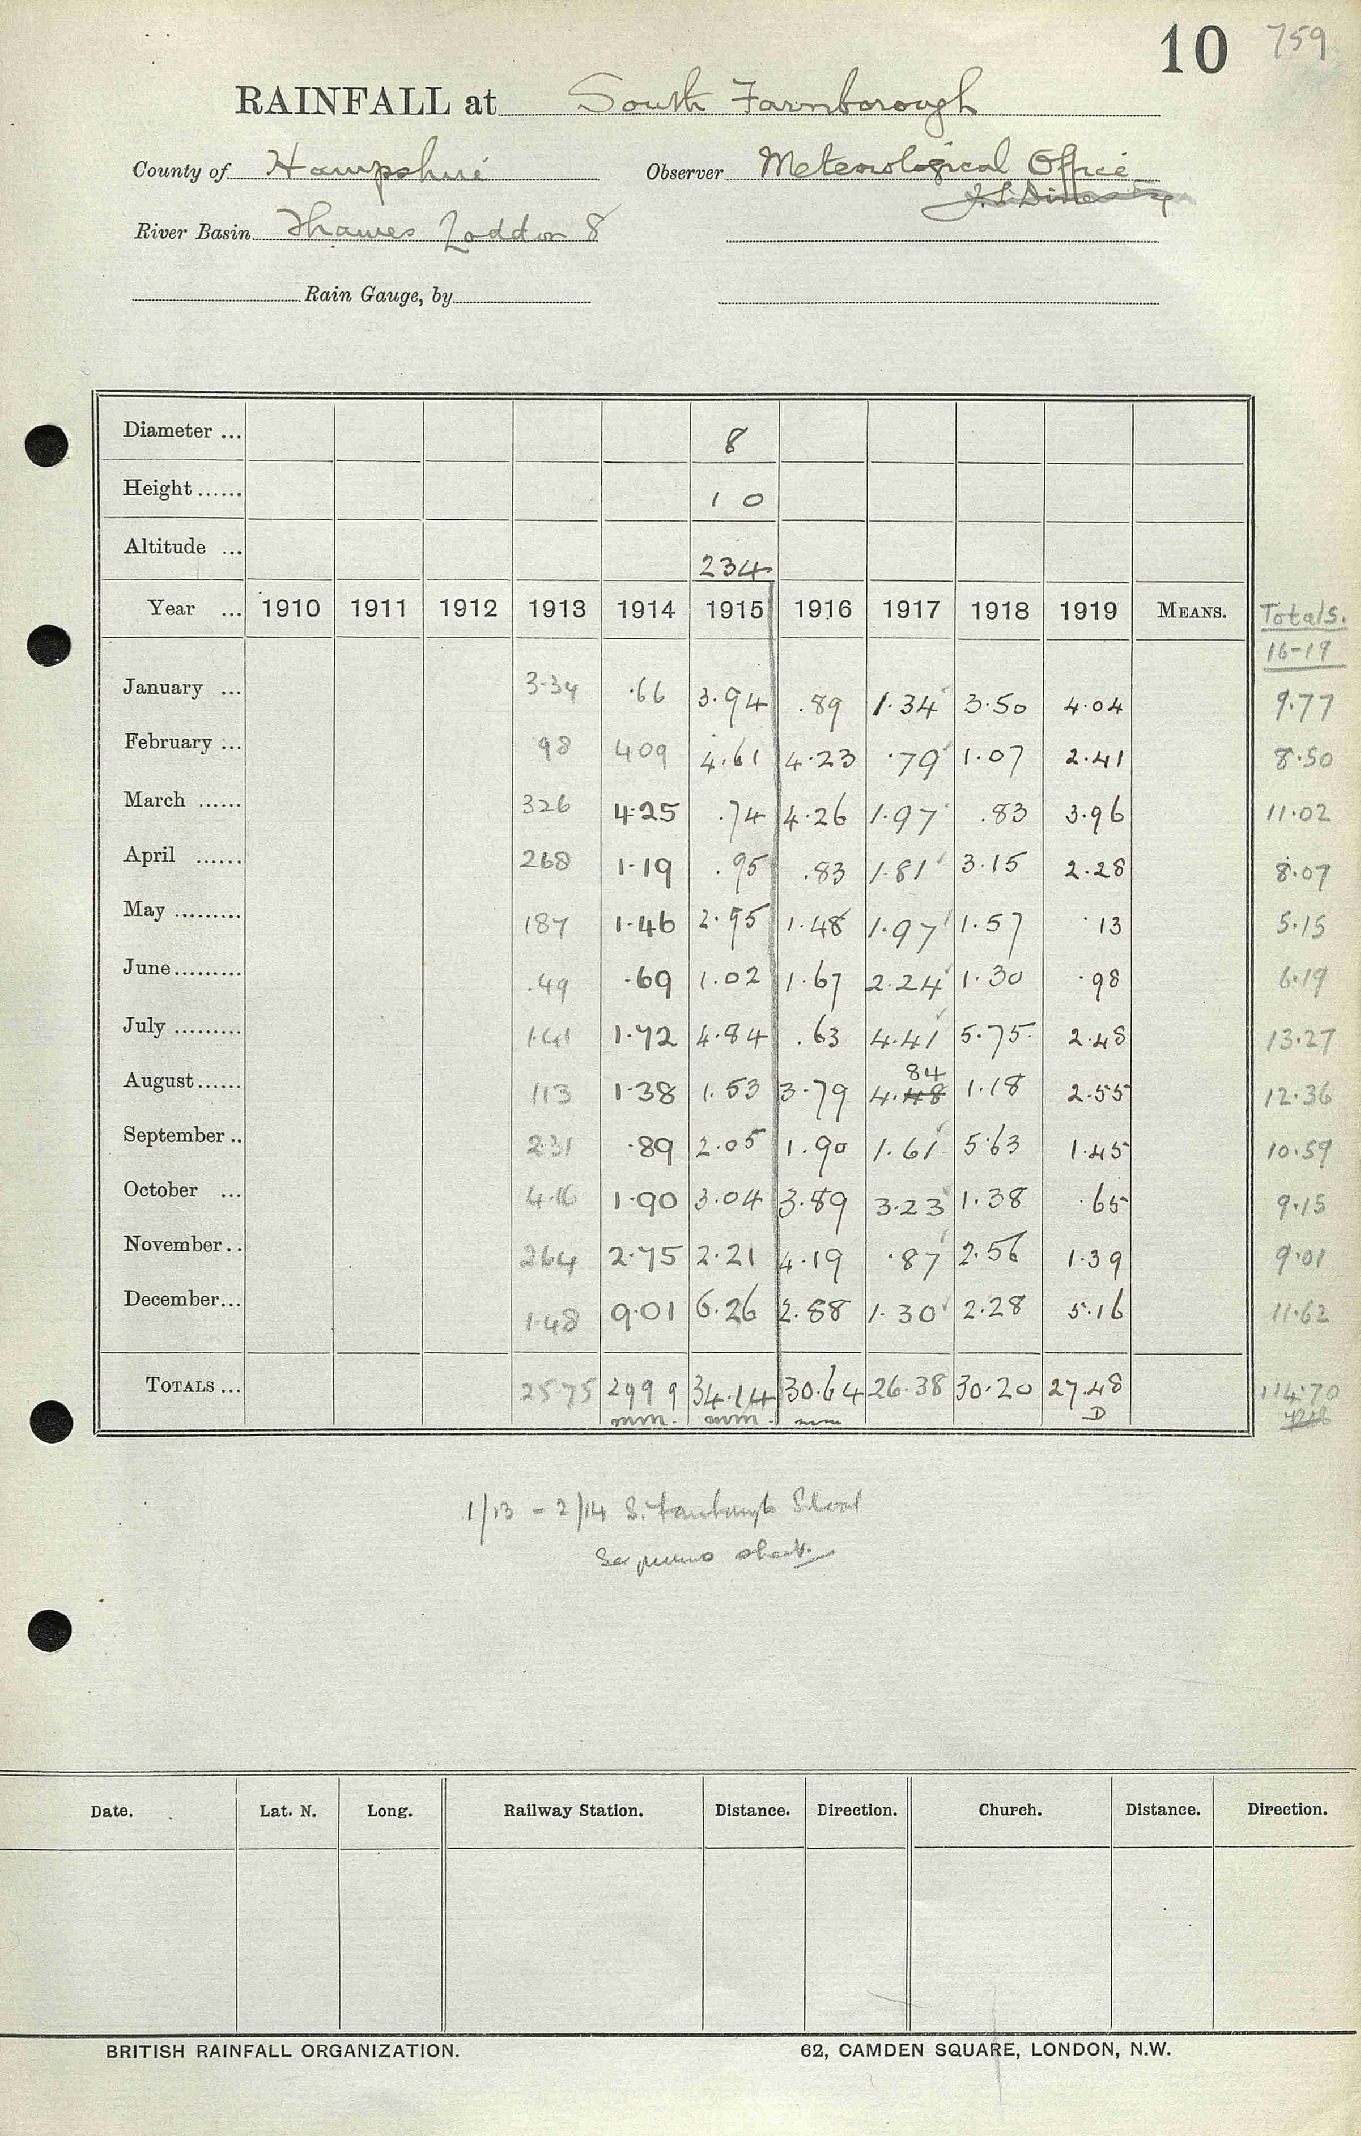 10 759
RAINFALL at South Farnborough
County of Hampshire Observer Meteorological Office
River Basin Thames Loddon 8
Rain Gauge, by
Diameter ... 8
Height ...... 1 0
Altitude ... 234
Year ... 1910 1911 1912 1913 1914 1915 1916 1917 1918 1919 MEANS. Totals.
16-19
January ... 3.34 .66 3.94 .89 1.34 3.50 4.04 9.77
February ... 98 409 4.61 4.23 .79 1.07 2.41 8.50
March ...... 326 4.25 .74 4.26 1.97 .83 3.96 11.02
April ...... 268 1.19 .95 .83 1.81 3.15 2.28 8.07
May ......... 187 1.46 2.95 1.48 1.97 1.57 .13 5.15
June ......... .49 .69 1.02 1.67 2.24 1.30 .98 6.19
July ......... 1.41 1.72 4.84 .63 4.41 5.75 2.48 13.27
84
August ...... 113 1.38 1.53 3.79 4.48 1.18 2.55 12.36
September .. 2.31 .89 2.05 1.90 1.61 5.63 1.45 10.59
October ... 4.16 1.90 3.04 3.89 3.23 1.38 .65 9.15
November .. 264 2.75 2.21 4.19 .87 2.56 1.39 9.01
December ... 1.48 9.01 6.26 2.88 1.30 2.28 5.16 11.62
TOTALS ... 2575 2999 34.14 30.64 26.38 30.20 27.48 114.70
mm. mm. mm D
1/13 - 2/14 S. Farnborough School
See previous sheet
Date. Lat. N. Long. Railway Station. Distance. Direction. Church. Distance. Direction.
BRITISH RAINFALL ORGANIZATION. 62, CAMDEN SQUARE, LONDON, N.W.